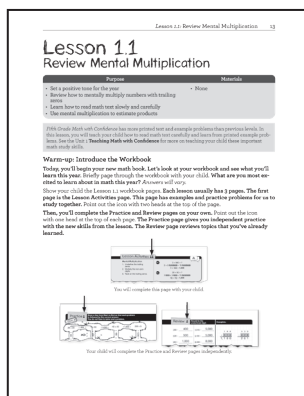 Lesson 1.1: Review Mental Multiplication 13
Lesson 1.1
Review Mental Multiplication
Purpose
Materials
• Set a positive tone for the year
• Review how to mentally multiply numbers with trailing
zeros
• Learn how to read math text slowly and carefully
• Use mental multiplication to estimate products
• None
Fifth Grade Math with Confidence has more printed text and example problems than previous levels. In
this lesson, you will teach your child how to read math text carefully and learn from printed example prob-
lems. See the Unit 1 Teaching Math with Confidence for more on teaching your child these important
math study skills.
Warm-up: Introduce the Workbook
Today, you'll begin your new math book. Let's look at your workbook and see what you'll
learn this year. Briefly page through the workbook with your child. What are you most ex-
cited to learn about in math this year? Answers will vary.
Show your child the Lesson 1.1 workbook pages. Each lesson usually has 3 pages. The first
page is the Lesson Activities page. This page has examples and practice problems for us to
study together. Point out the icon with two heads at the top of the page.
Then, you'll complete the Practice and Review pages on your own. Point out the icon
with one head at the top of each page. The Practice page gives you independent practice
with the new skills from the lesson. The Review page reviews topics that you've already
learned.
You will complete this page with your child
Your child will complete the Practice and Review pages independently.